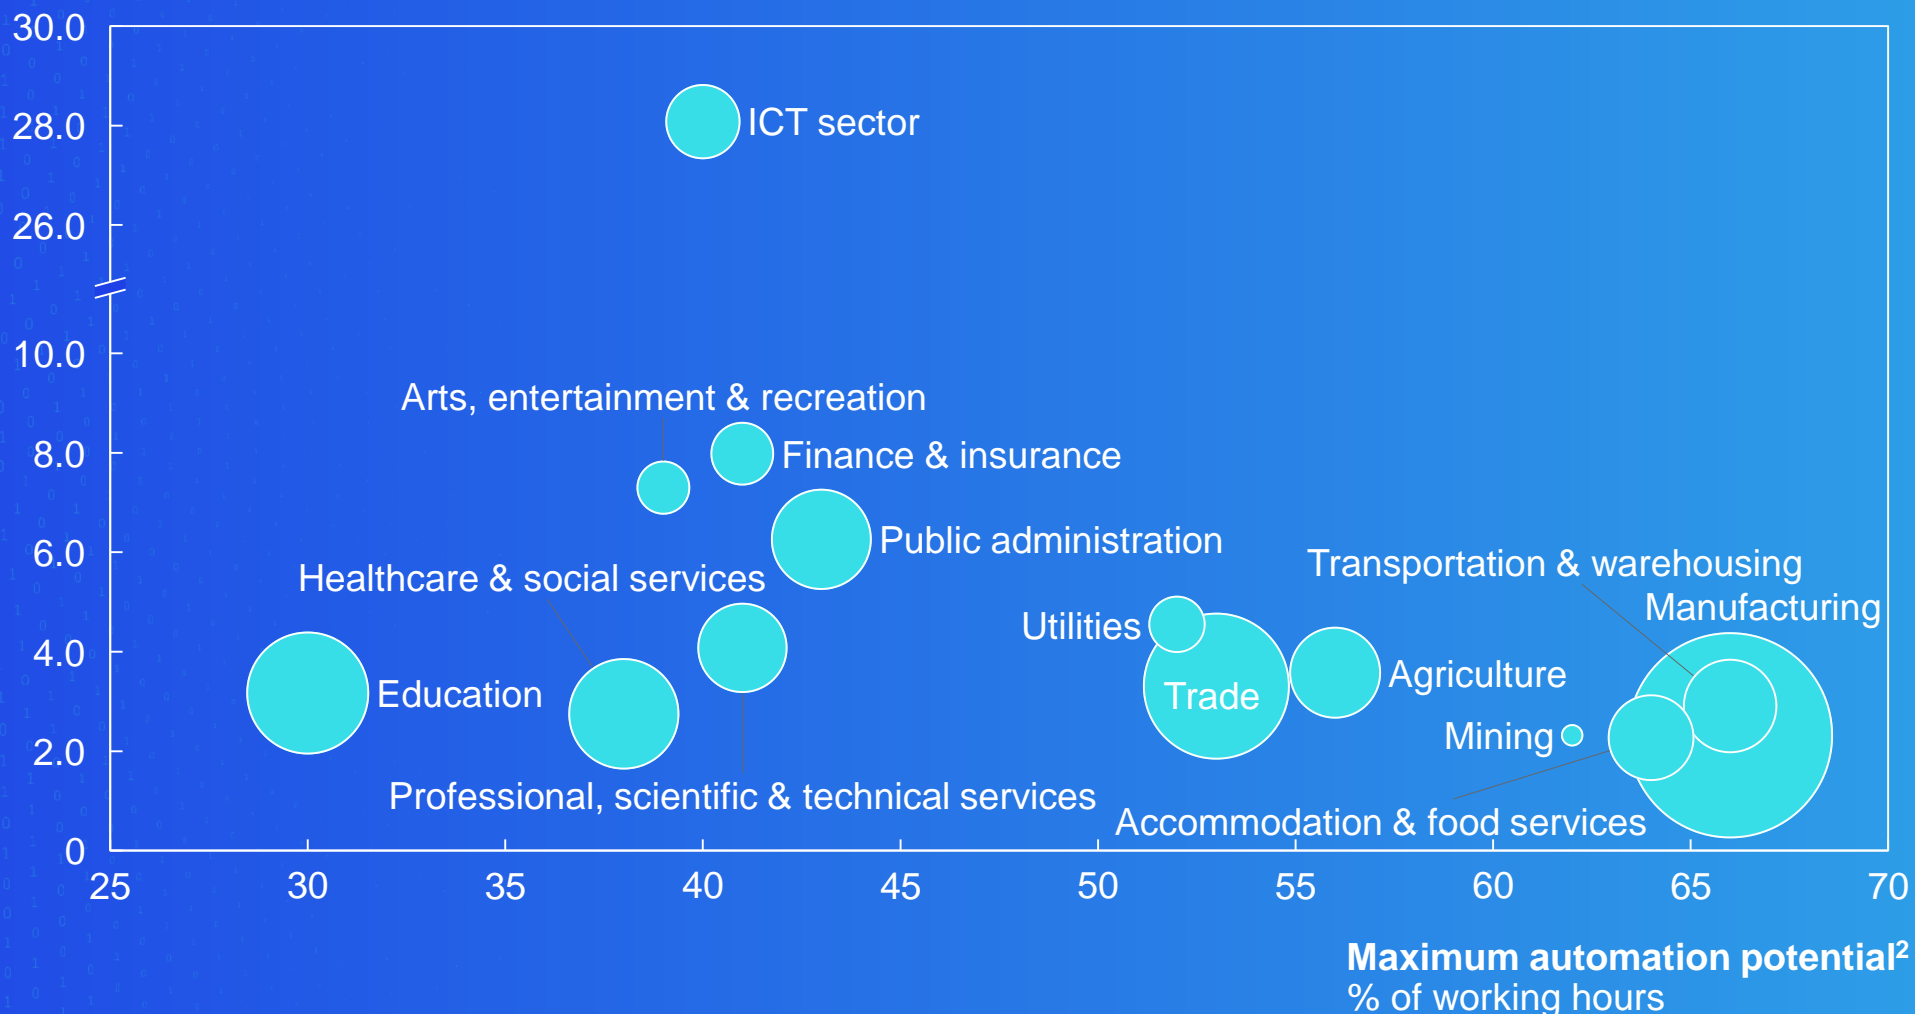 30.0
28.0
26.0
10.0
8.0
6.0
4.0
2.0
0
ICT sector
Arts, entertainment & recreation
Finance & insurance
Public administration
Healthcare & social services
Transportation & warehousing
Manufacturing
Utilities
Education
Trade
Agriculture
Mining
Professional, scientific & technical services
Accommodation & food services
25 30 35 40 45 50 55 60 65 70
Maximum automation potential²
% of working hours